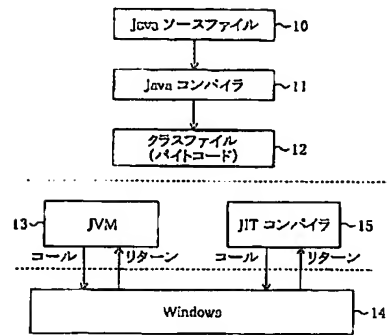 Java ソースファイル
10
Java コンパイラ
11
クラスファイル
(バイトコード)
12
13
JVM
JIT コンパイラ
15
コール
リターン
コール
リターン
Windows
14